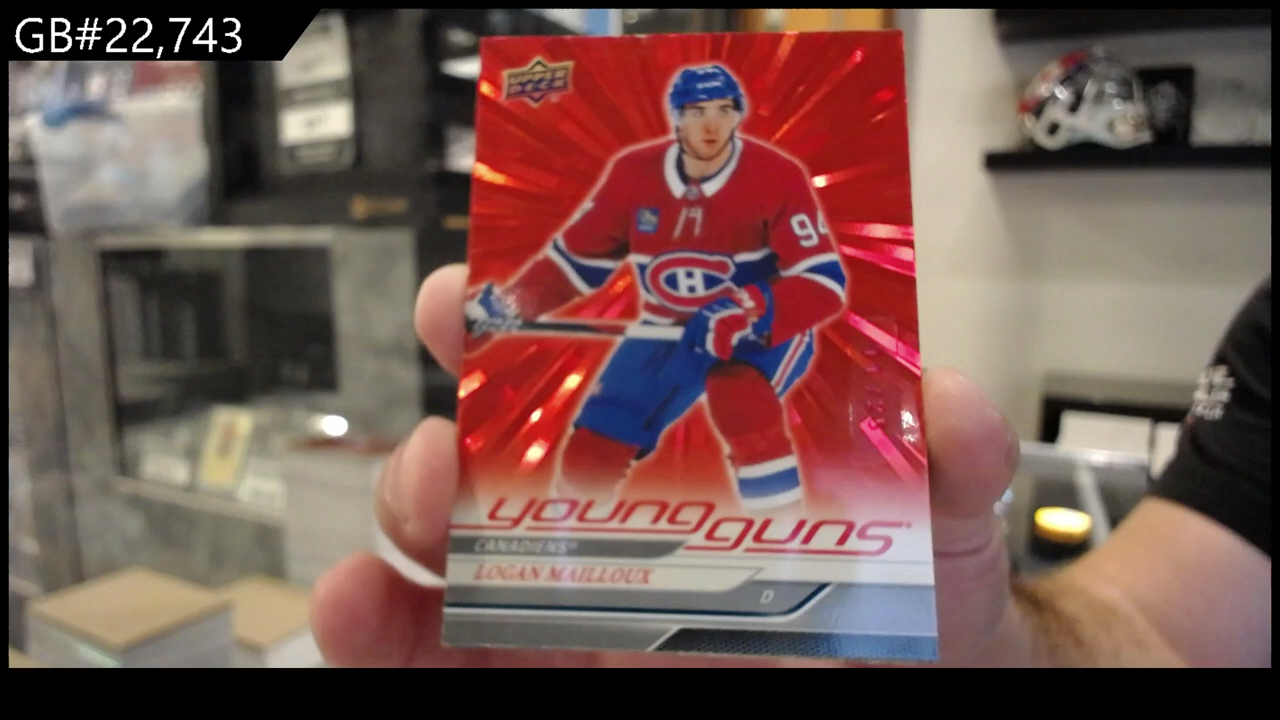 GB#22,743
UPPER
DECK
94
young guns
CANADIENS
LOGAN MAILLOUX
D